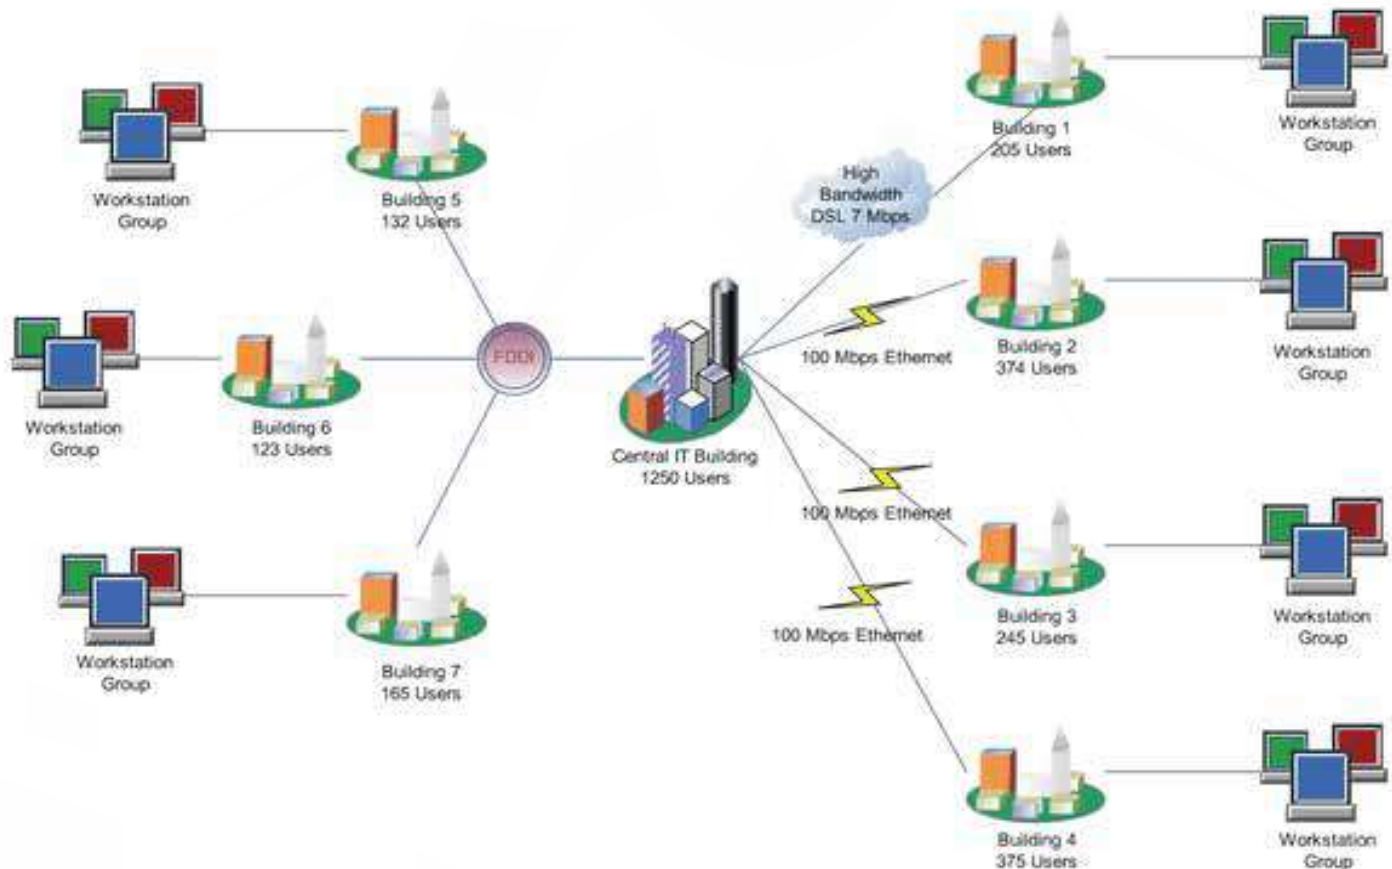 Building 1
205 Users
Workstation
Group
Building 5
132 Users
Workstation
Group
High
Bandwidth
DSL 7 Mbps
Building 2
374 Users
Workstation
Group
100 Mbps Ethernet
FDDI
Building 6
123 Users
Workstation
Group
Central IT Building
1250 Users
100 Mbps Ethernet
Building 3
245 Users
Workstation
Group
100 Mbps Ethernet
Building 7
165 Users
Workstation
Group
Building 4
375 Users
Workstation
Group